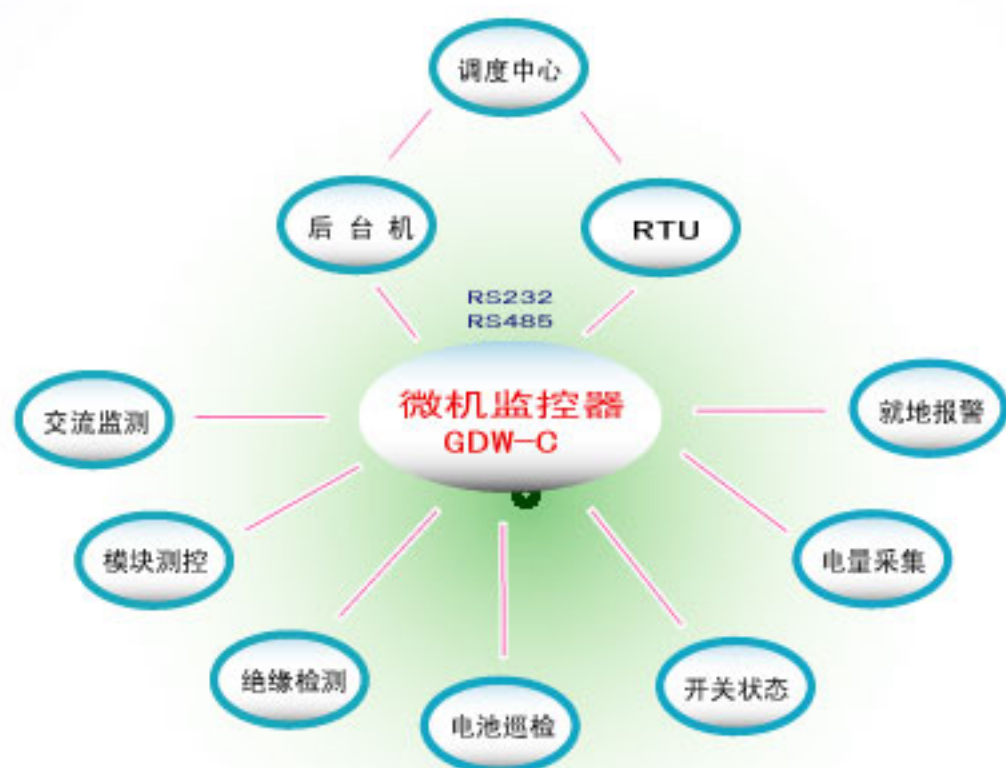 调度中心
后台机
RTU
RS232
RS485
微机监控器
GDW-C
交流监测
就地报警
模块测控
电量采集
绝缘检测
开关状态
电池巡检